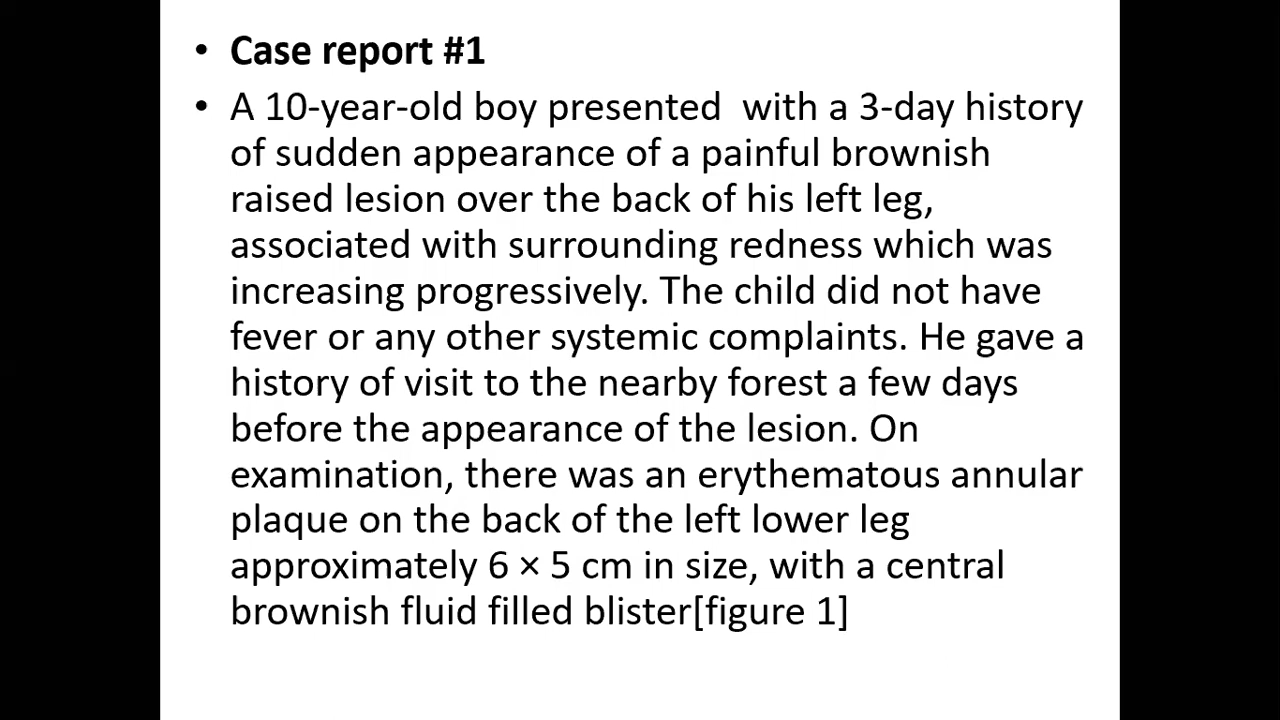 • Case report #1
• A 10-year-old boy presented  with a 3-day history
of sudden appearance of a painful brownish
raised lesion over the back of his left leg,
associated with surrounding redness which was
increasing progressively. The child did not have
fever or any other systemic complaints. He gave a
history of visit to the nearby forest a few days
before the appearance of the lesion. On
examination, there was an erythematous annular
plaque on the back of the left lower leg
approximately 6 × 5 cm in size, with a central
brownish fluid filled blister[figure 1]